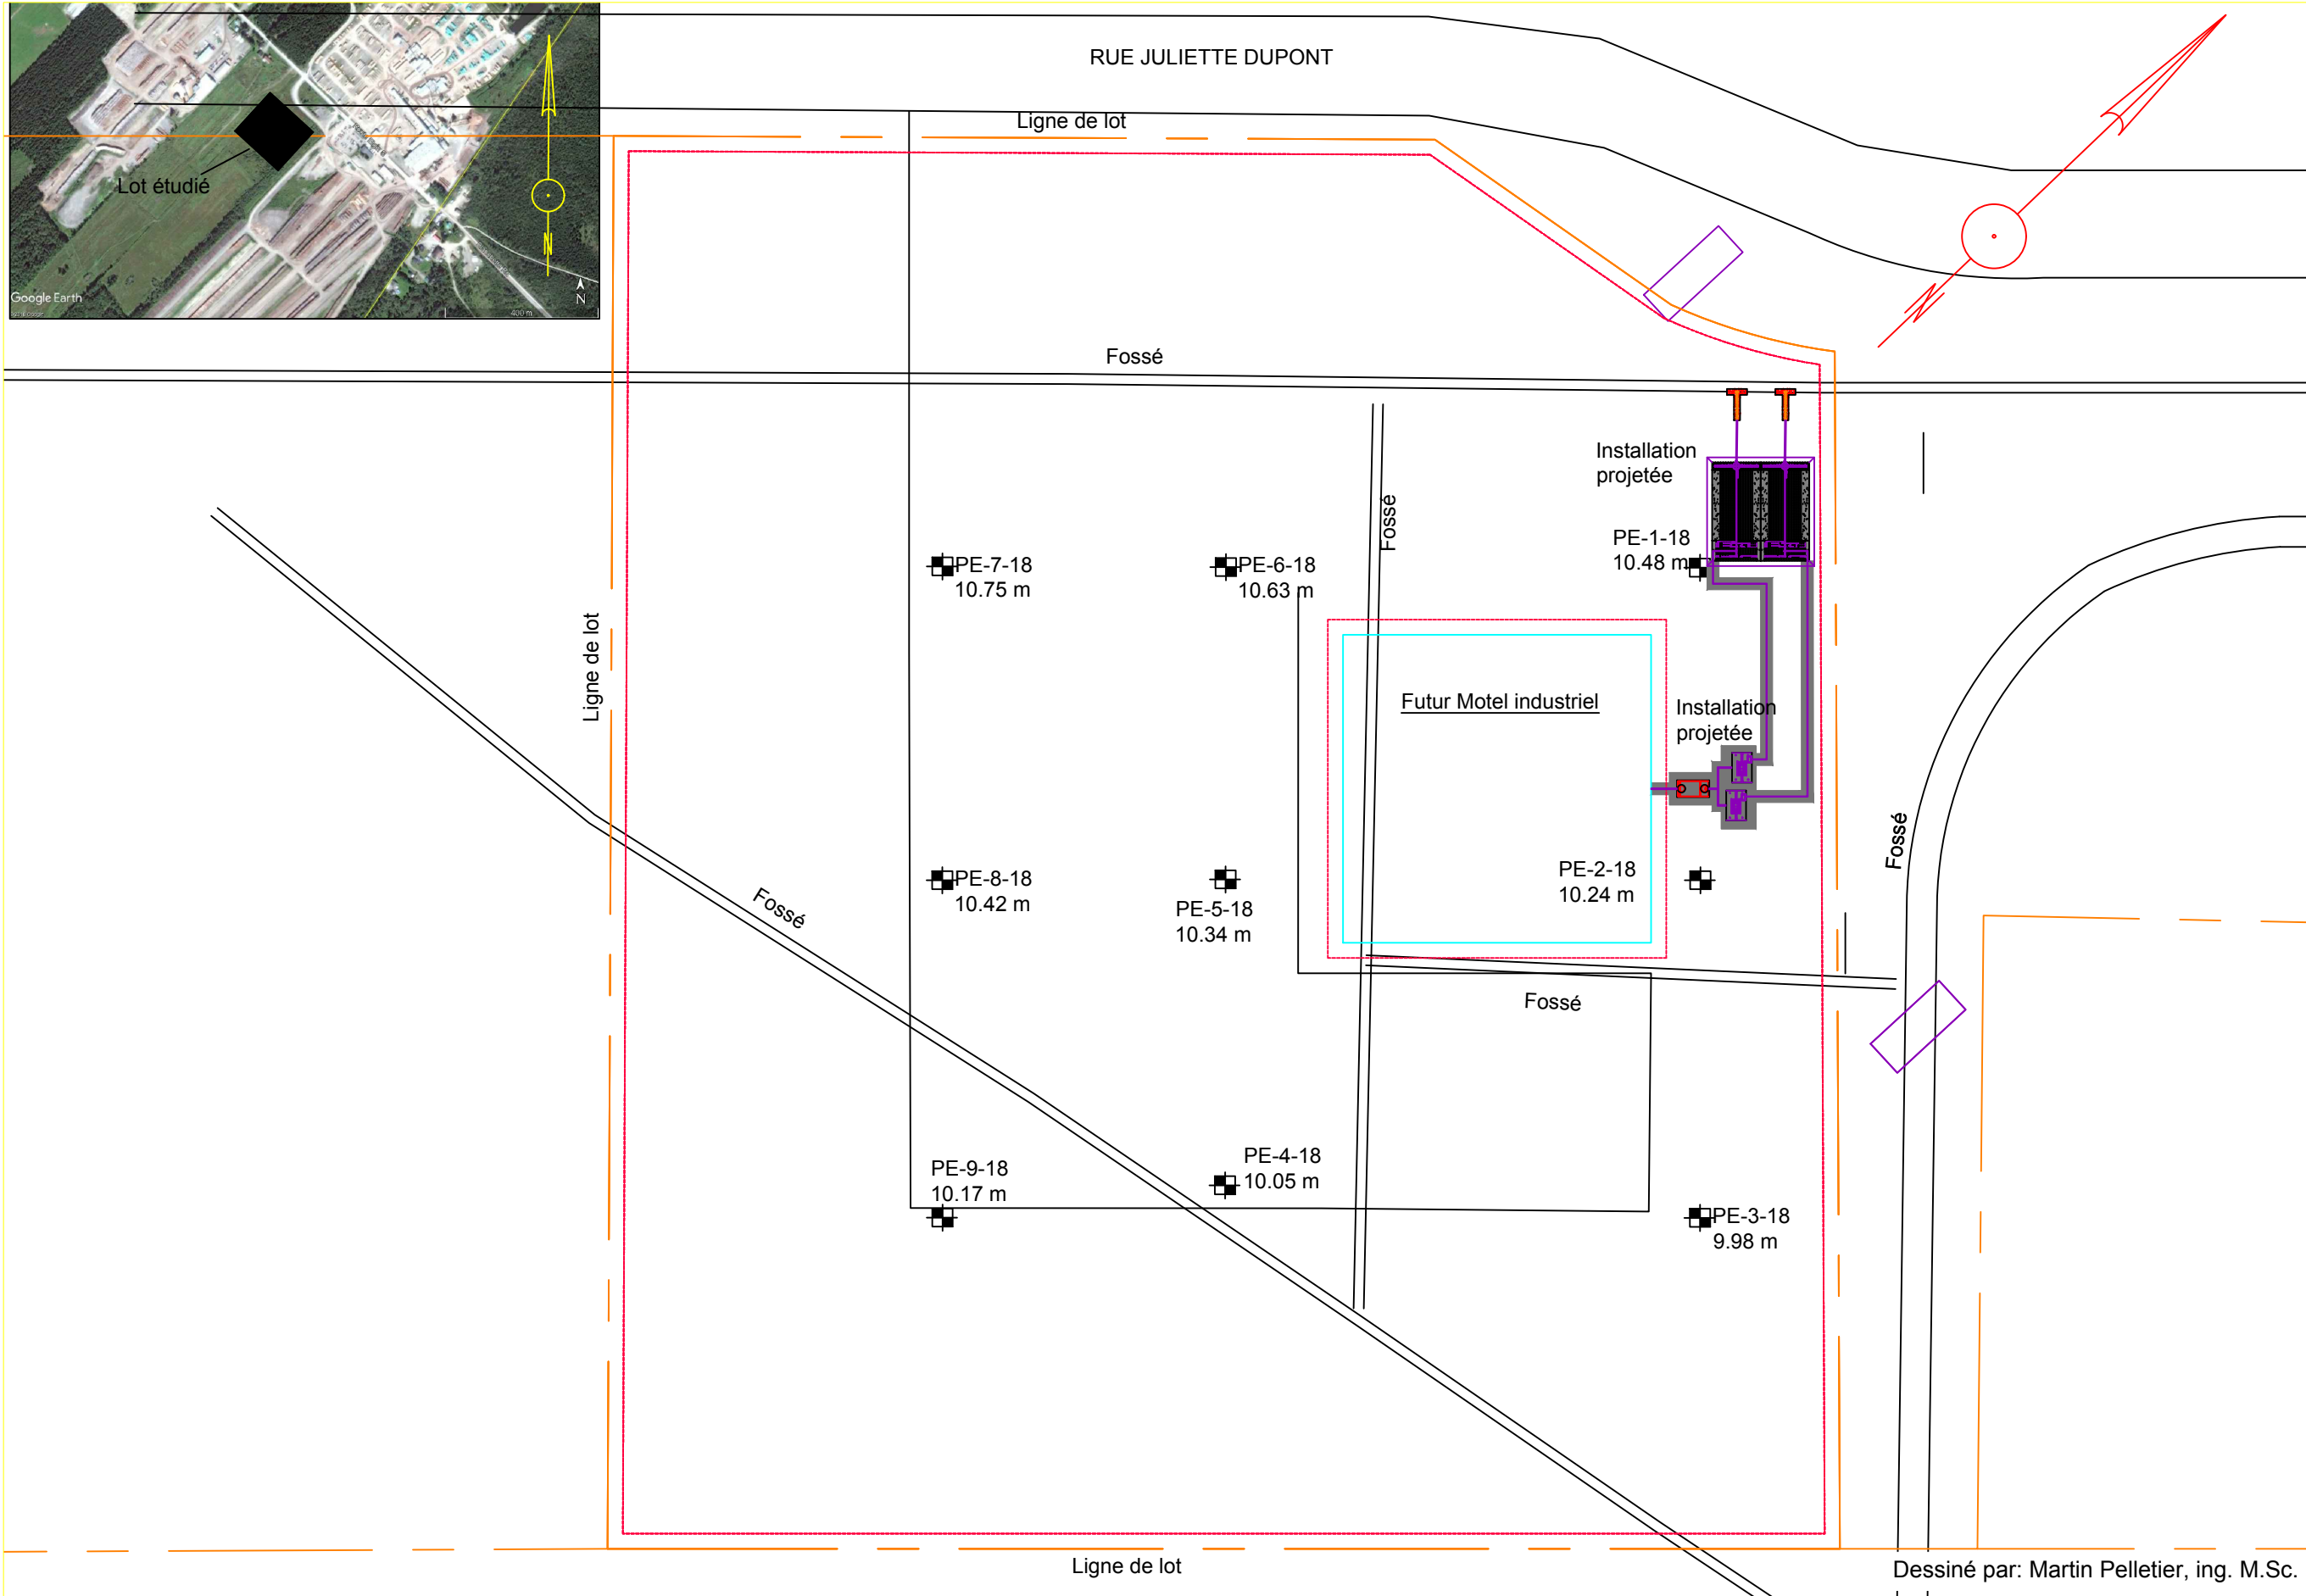 RUE JULIETTE DUPONT
Ligne de lot
Lot étudié
N
N
Google Earth
400 m
N
Fossé
Installation
projetée
Fossé
PE-1-18
10.48 m
PE-7-18
10.75 m
PE-6-18
10.63 m
Ligne de lot
Futur Motel industriel
Installation
projetée
Fossé
PE-8-18
10.42 m
PE-5-18
10.34 m
PE-2-18
10.24 m
Fossé
Fossé
PE-9-18
10.17 m
PE-4-18
10.05 m
PE-3-18
9.98 m
Ligne de lot
Dessiné par: Martin Pelletier, ing. M.Sc.